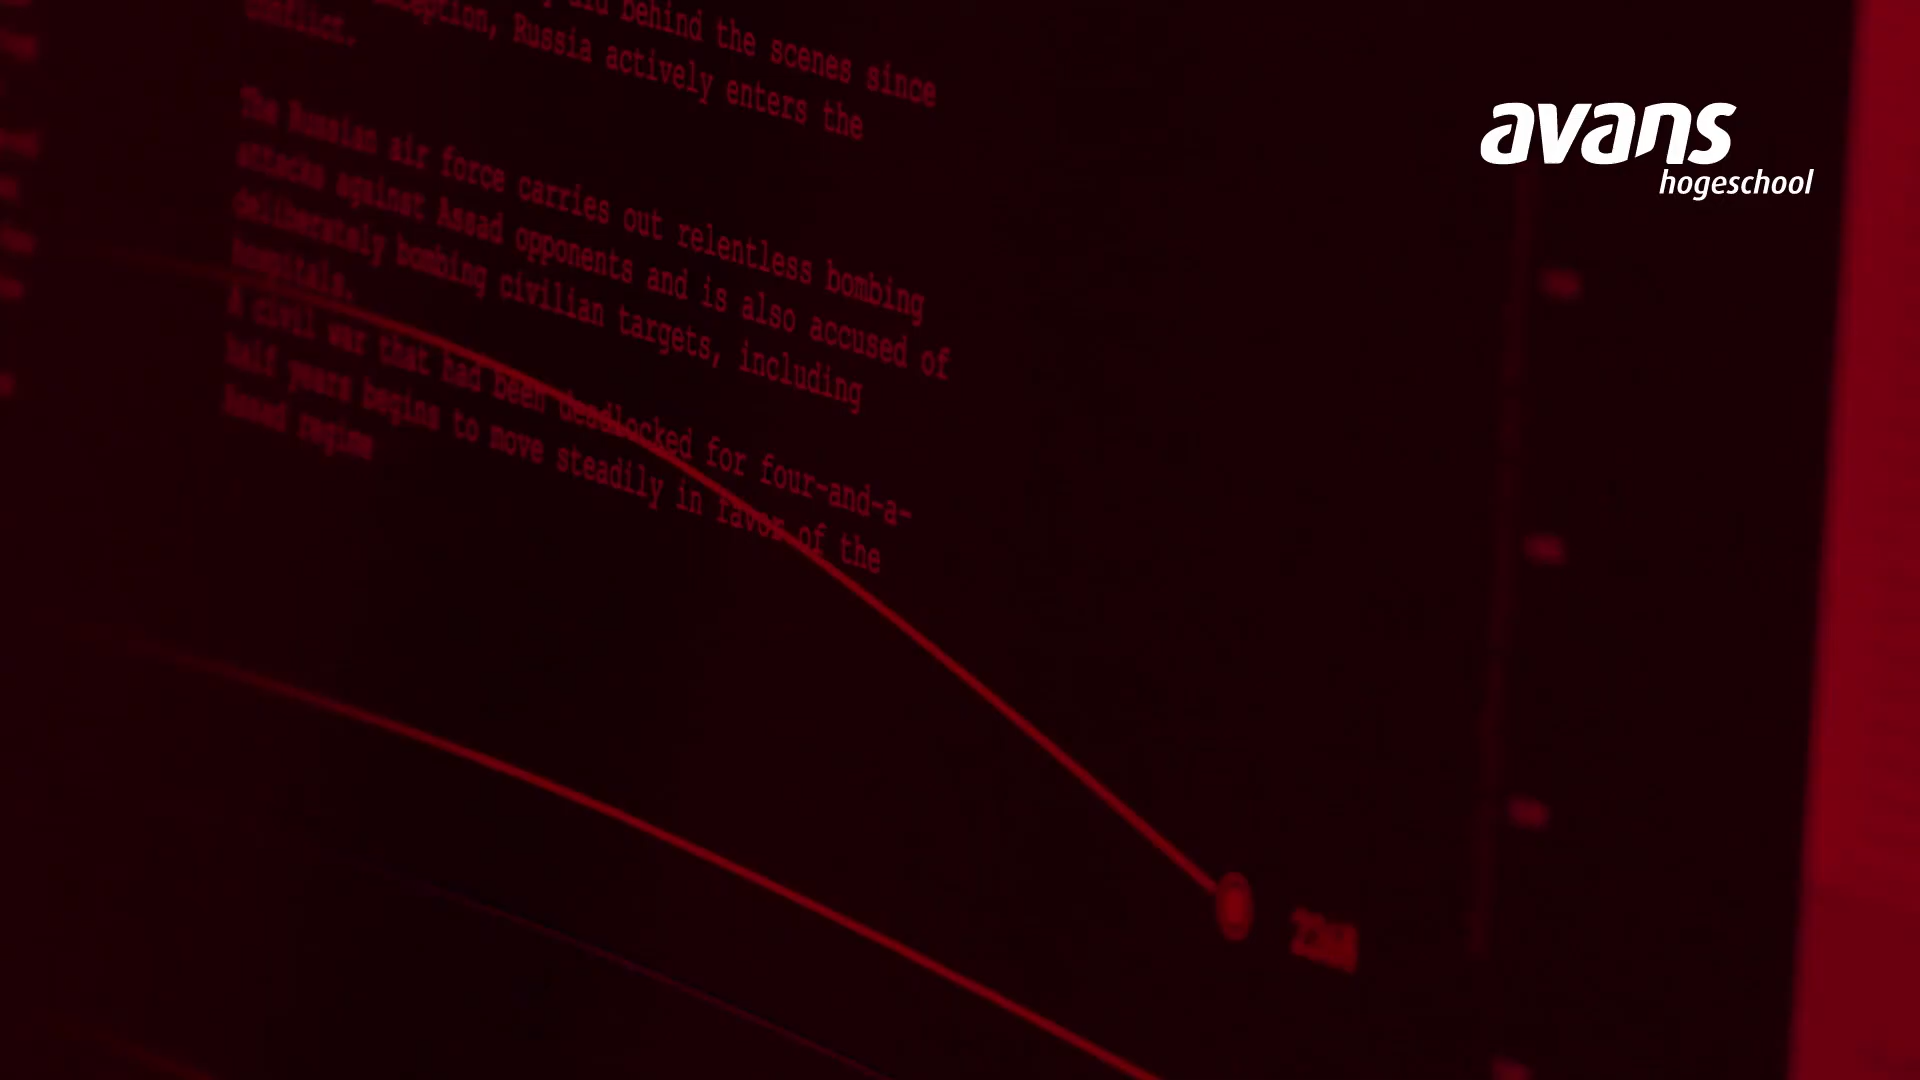 behind the scenes since
Russia actively enters the
conflict.
The Russian air force carries out relentless bombing
attacks against Assad opponents and is also accused of
deliberately bombing civilian targets, including
hospitals.
A civil war that had been deadlocked for four-and-a-
half years begins to move steadily in favor of the
Assad regime
avans
hogeschool